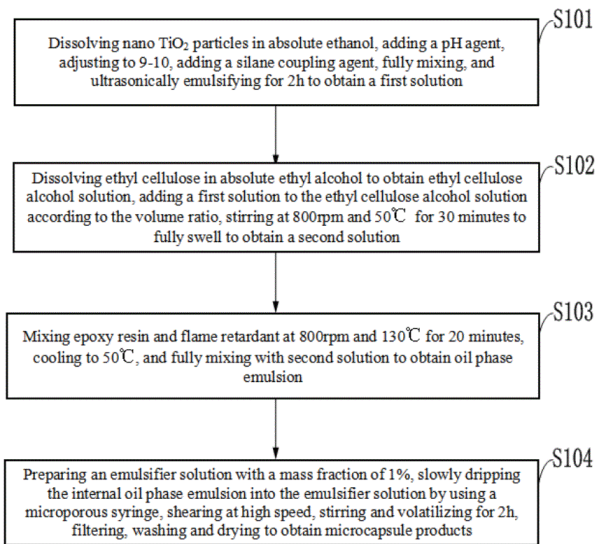 S101
Dissolving nano TiO₂ particles in absolute ethanol, adding a pH agent,
adjusting to 9-10, adding a silane coupling agent, fully mixing, and
ultrasonically emulsifying for 2h to obtain a first solution
S102
Dissolving ethyl cellulose in absolute ethyl alcohol to obtain ethyl cellulose
alcohol solution, adding a first solution to the ethyl cellulose alcohol solution
according to the volume ratio, stirring at 800rpm and 50℃ for 30 minutes to
fully swell to obtain a second solution
S103
Mixing epoxy resin and flame retardant at 800rpm and 130℃ for 20 minutes,
cooling to 50℃, and fully mixing with second solution to obtain oil phase
emulsion
S104
Preparing an emulsifier solution with a mass fraction of 1%, slowly dripping
the internal oil phase emulsion into the emulsifier solution by using a
microporous syringe, shearing at high speed, stirring and volatilizing for 2h,
filtering, washing and drying to obtain microcapsule products